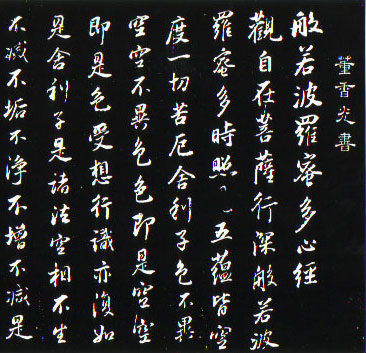 董香光書
般若波羅蜜多心經
觀自在菩薩行深般若波
羅蜜多時照五蘊皆空
度一切苦厄舍利子色不異
空空不異色色即是空空
即是色受想行識亦復如
是舍利子是諸法空相不生
不滅不垢不淨不增不減是